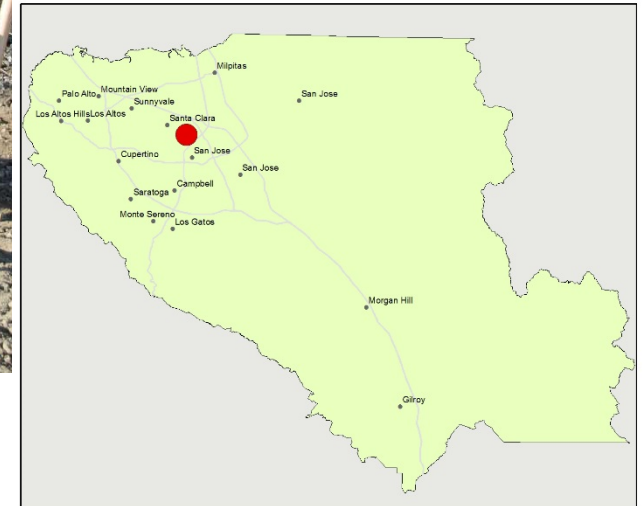 Milpitas
Palo Alto
Mountain View
San Jose
Sunnyvale
Los Altos Hills
Los Altos
Santa Clara
San Jose
Cupertino
San Jose
Campbell
Saratoga
Monte Sereno
Los Gatos
Morgan Hill
Gilroy